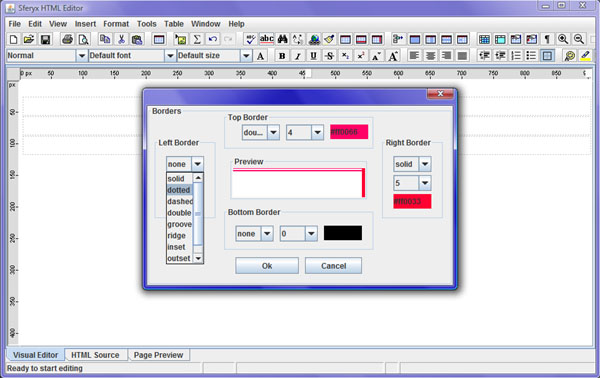 Sferyx HTML Editor
File Edit View Insert Format Tools Table Window Help
Normal Default font Default size
0 px 50 100 150 200 250 300 350 400 450 500 550 600 650 700 750 800 850 9
px
50
100
150
200
250
300
350
400
Borders
Top Border
dou... 4 #ff0066
Left Border
none
solid
dotted
dashed
double
groove
ridge
inset
outset
Preview
Right Border
solid
5
#ff0033
Bottom Border
none 0
Ok Cancel
Visual Editor HTML Source Page Preview
Ready to start editing